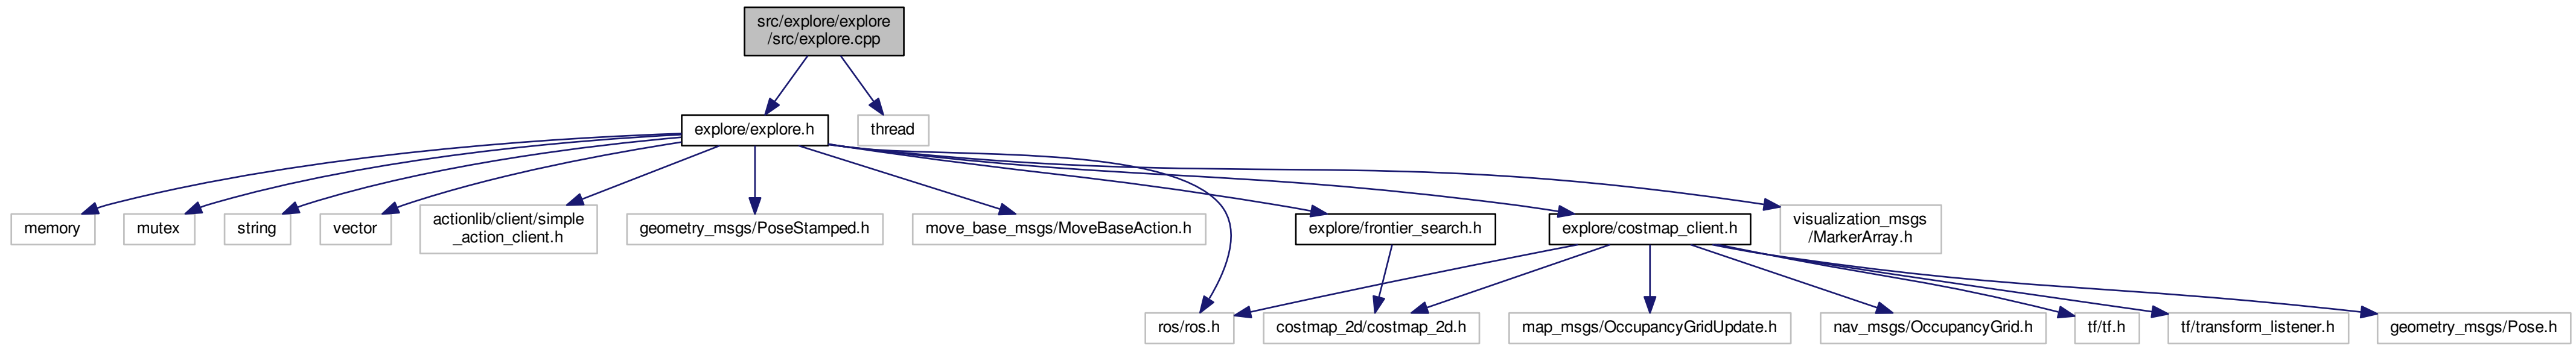 src/explore/explore
/src/explore.cpp
explore/explore.h
thread
memory
mutex
string
vector
actionlib/client/simple
_action_client.h
geometry_msgs/PoseStamped.h
move_base_msgs/MoveBaseAction.h
explore/frontier_search.h
explore/costmap_client.h
visualization_msgs
/MarkerArray.h
ros/ros.h
costmap_2d/costmap_2d.h
map_msgs/OccupancyGridUpdate.h
nav_msgs/OccupancyGrid.h
tf/tf.h
tf/transform_listener.h
geometry_msgs/Pose.h